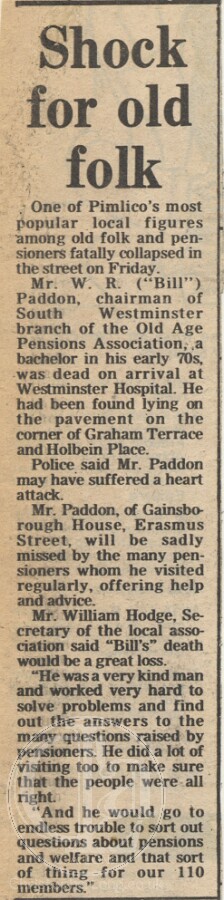 Shock
for old
folk
One of Pimlico's most
popular local figures
among old folk and pen-
sioners fatally collapsed in
the street on Friday.
Mr. W. R. ("Bill")
Paddon, chairman of
South Westminster
branch of the Old Age
Pensions Association, a
bachelor in his early 70s,
was dead on arrival at
Westminster Hospital. He
had been found lying on
the pavement on the
corner of Graham Terrace
and Holbein Place.
Police said Mr. Paddon
may have suffered a heart
attack.
Mr. Paddon, of Gainsbo-
rough House, Erasmus
Street, will be sadly
missed by the many pen-
sioners whom he visited
regularly, offering help
and advice.
Mr. William Hodge, Se-
cretary of the local asso-
ciation said "Bill's" death
would be a great loss.
"He was a very kind man
and worked very hard to
solve problems and find
out the answers to the
many questions raised by
pensioners. He did a lot of
visiting too to make sure
that the people were all
right.
"And he would go to
endless trouble to sort out
questions about pensions
and welfare and that sort
of thing for our 110
members."